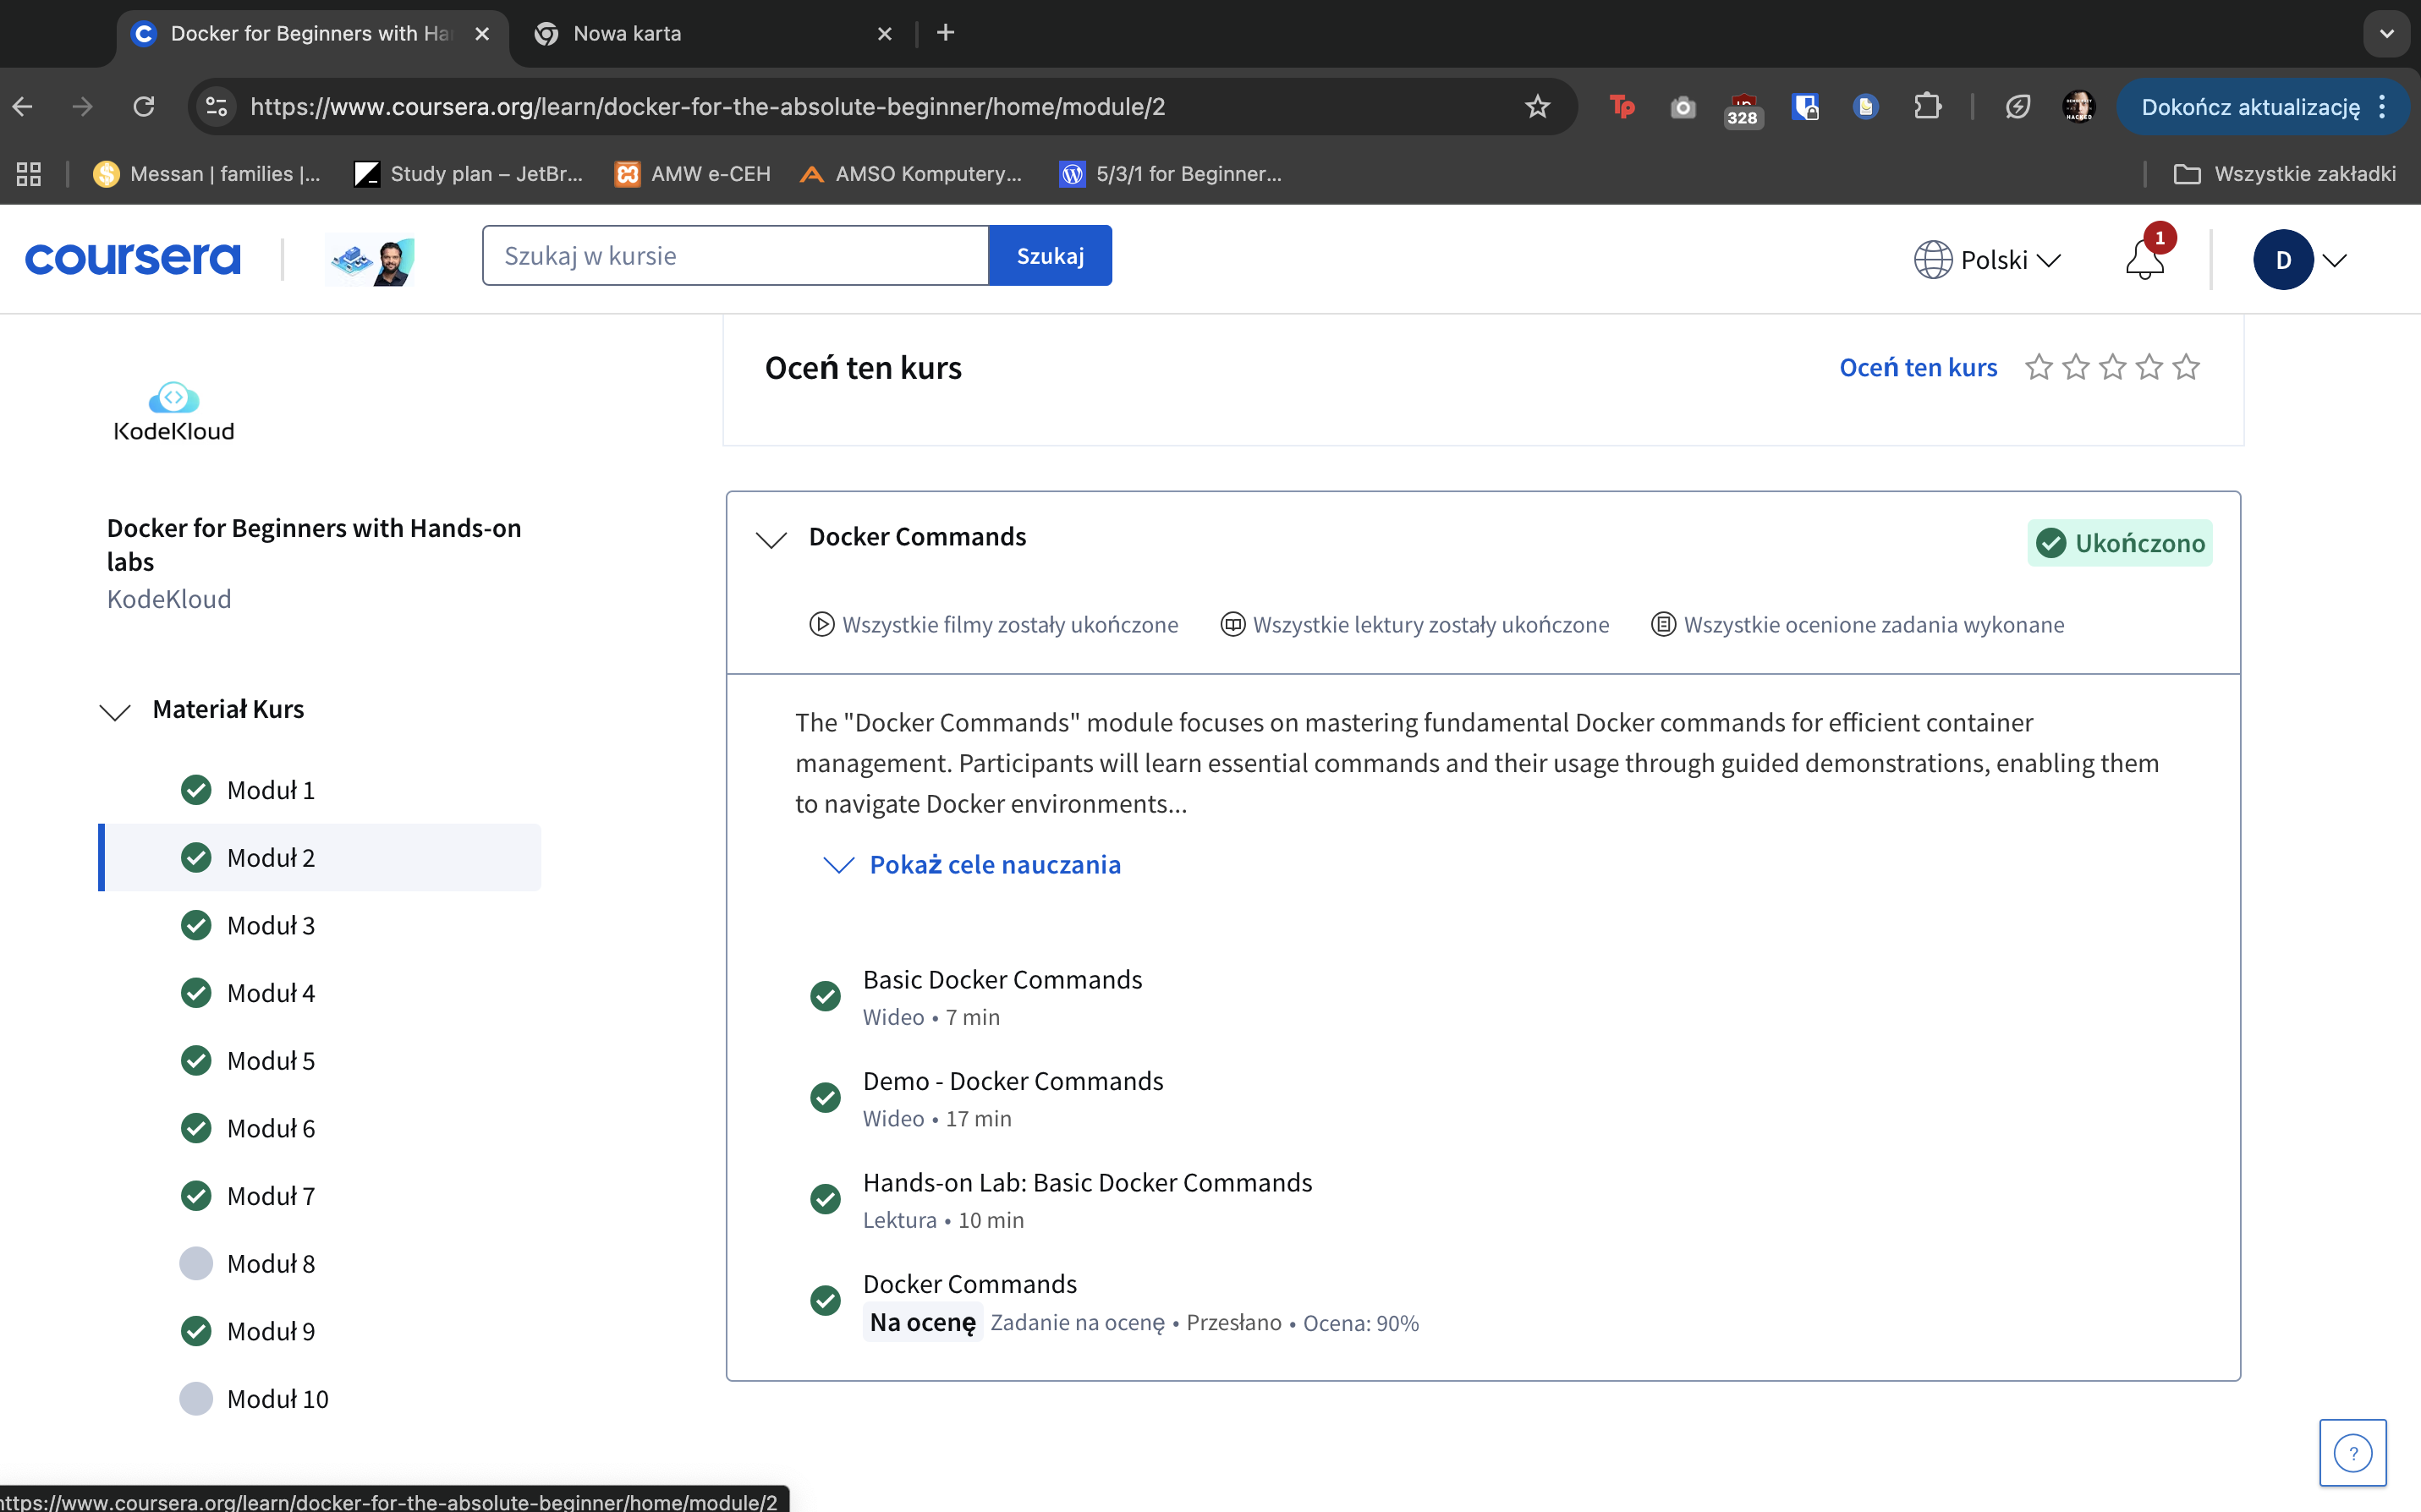 Docker for Beginners with Ha
Nowa karta
https://www.coursera.org/learn/docker-for-the-absolute-beginner/home/module/2
328
Dokończ aktualizację
Messan | families |...
Study plan – JetBr...
AMW e-CEH
AMSO Komputery...
5/3/1 for Beginner...
Wszystkie zakładki
coursera
Szukaj w kursie
Szukaj
Polski
1
D
KodeKloud
Docker for Beginners with Hands-on
labs
KodeKloud
Materiał Kurs
Moduł 1
Moduł 2
Moduł 3
Moduł 4
Moduł 5
Moduł 6
Moduł 7
Moduł 8
Moduł 9
Moduł 10
Oceń ten kurs
Oceń ten kurs
Docker Commands
Ukończono
Wszystkie filmy zostały ukończone
Wszystkie lektury zostały ukończone
Wszystkie ocenione zadania wykonane
The "Docker Commands" module focuses on mastering fundamental Docker commands for efficient container
management. Participants will learn essential commands and their usage through guided demonstrations, enabling them
to navigate Docker environments...
Pokaż cele nauczania
Basic Docker Commands
Wideo • 7 min
Demo - Docker Commands
Wideo • 17 min
Hands-on Lab: Basic Docker Commands
Lektura • 10 min
Docker Commands
Na ocenę Zadanie na ocenę • Przesłano • Ocena: 90%
?
https://www.coursera.org/learn/docker-for-the-absolute-beginner/home/module/2